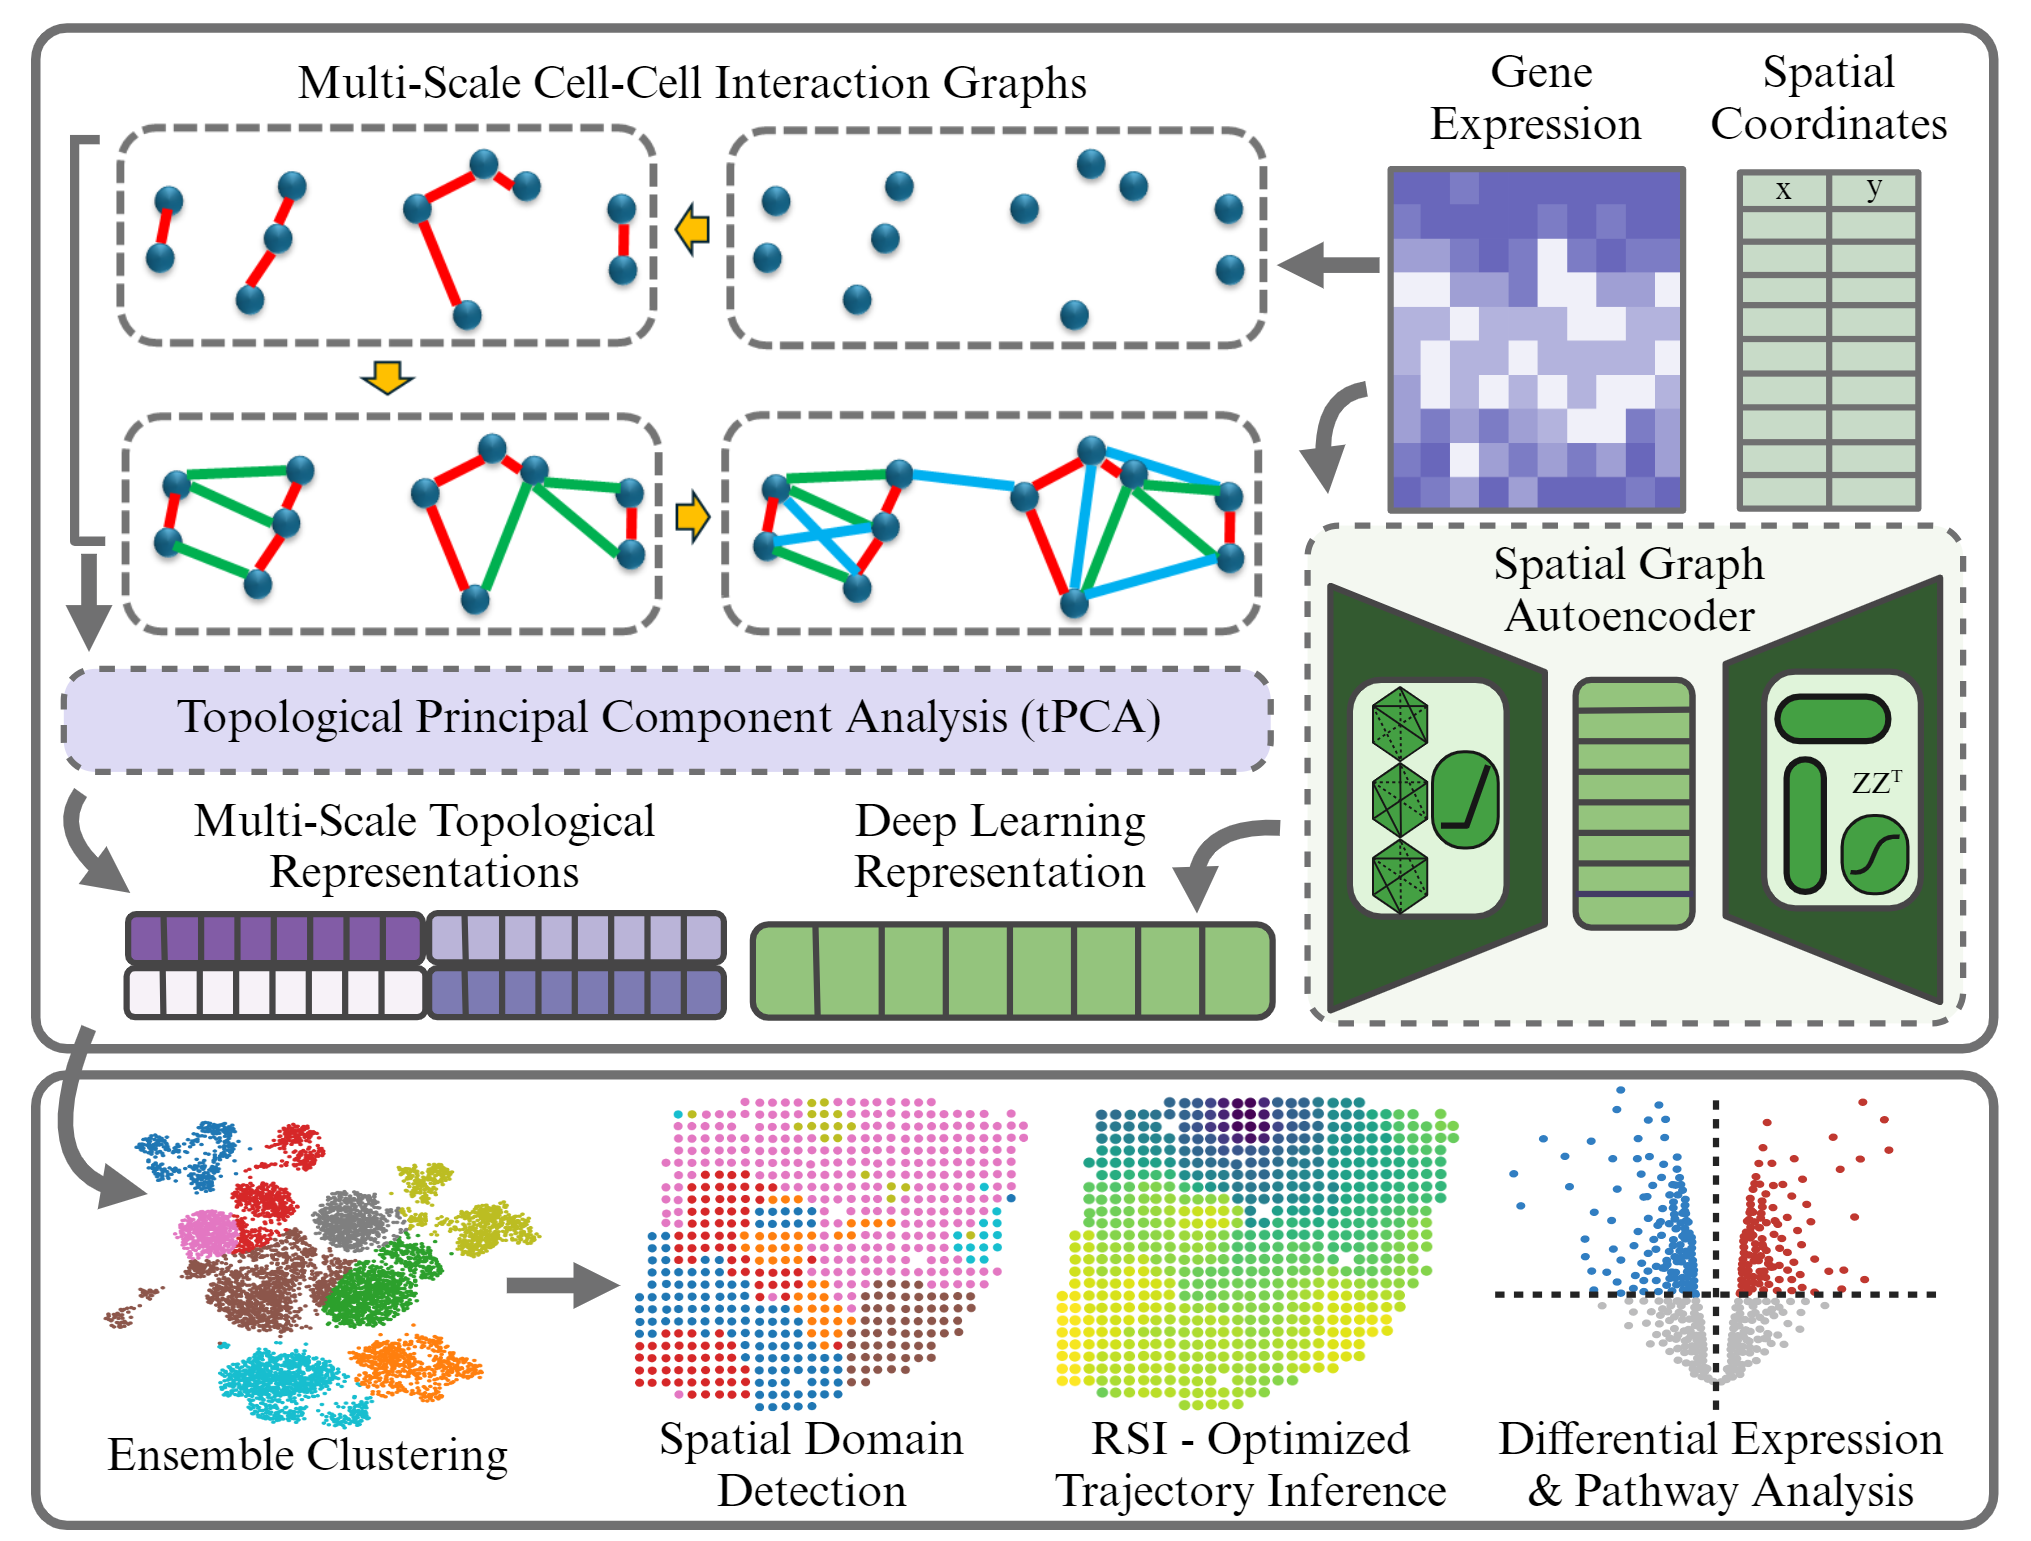 Multi-Scale Cell-Cell Interaction Graphs
Gene
Expression
Spatial
Coordinates
x y
Spatial Graph
Autoencoder
ZZᵀ
Topological Principal Component Analysis (tPCA)
Multi-Scale Topological
Representations
Deep Learning
Representation
Ensemble Clustering
Spatial Domain
Detection
RSI - Optimized
Trajectory Inference
Differential Expression
& Pathway Analysis